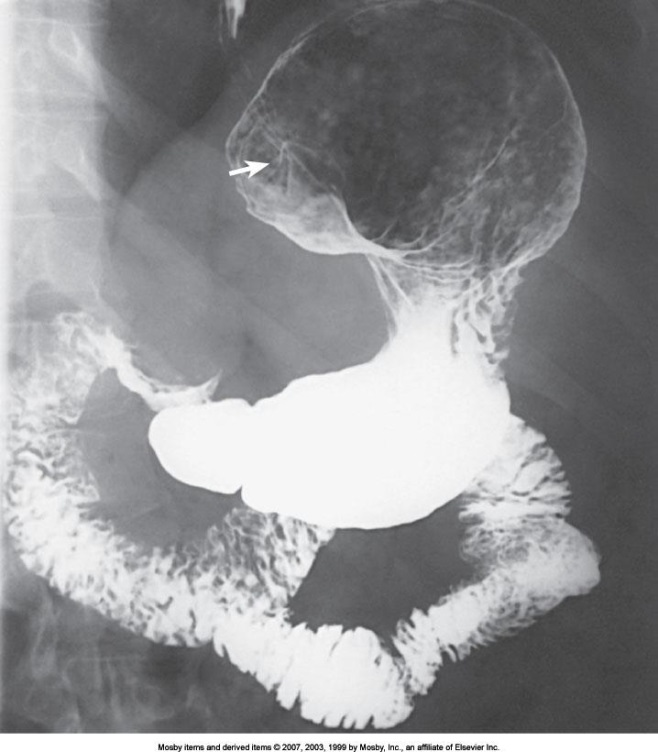 Mosby items and derived items © 2007, 2003, 1999 by Mosby, Inc., an affiliate of Elsevier Inc.